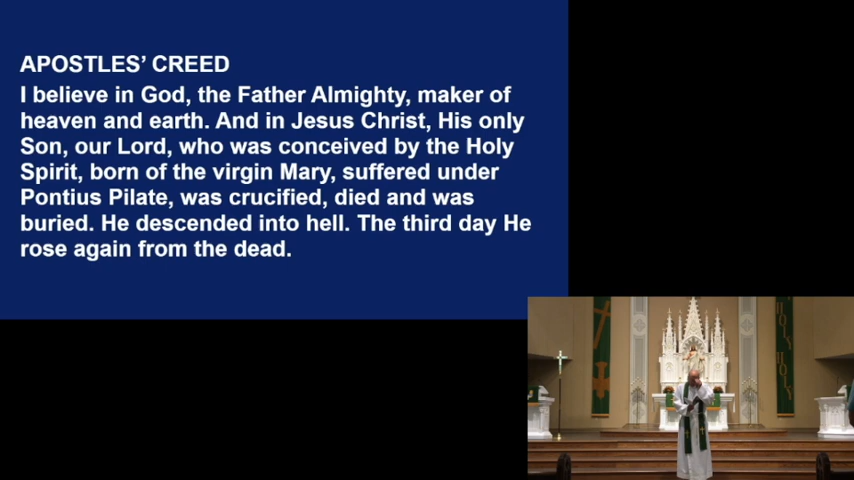 APOSTLES’ CREED
I believe in God, the Father Almighty, maker of
heaven and earth. And in Jesus Christ, His only
Son, our Lord, who was conceived by the Holy
Spirit, born of the virgin Mary, suffered under
Pontius Pilate, was crucified, died and was
buried. He descended into hell. The third day He
rose again from the dead.
HOLY
HOLY